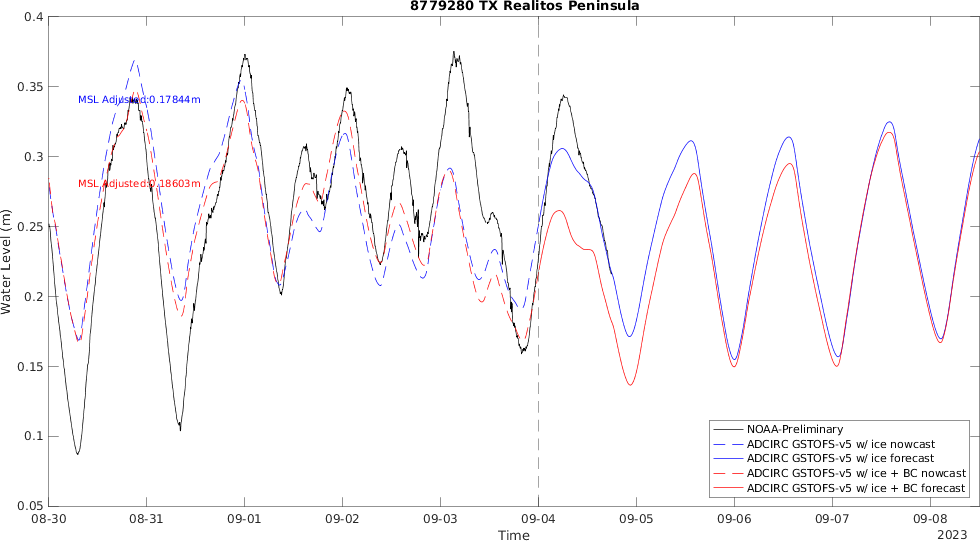 8779280 TX Realitos Peninsula
0.4
0.35
0.3
0.25
0.2
0.15
0.1
0.05
Water Level (m)
MSL Adjusted:0.17844m
MSL Adjusted:0.18603m
NOAA-Preliminary
ADCIRC GSTOFS-v5 w/ ice nowcast
ADCIRC GSTOFS-v5 w/ ice forecast
ADCIRC GSTOFS-v5 w/ ice + BC nowcast
ADCIRC GSTOFS-v5 w/ ice + BC forecast
08-30 08-31 09-01 09-02 09-03 09-04 09-05 09-06 09-07 09-08
Time
2023